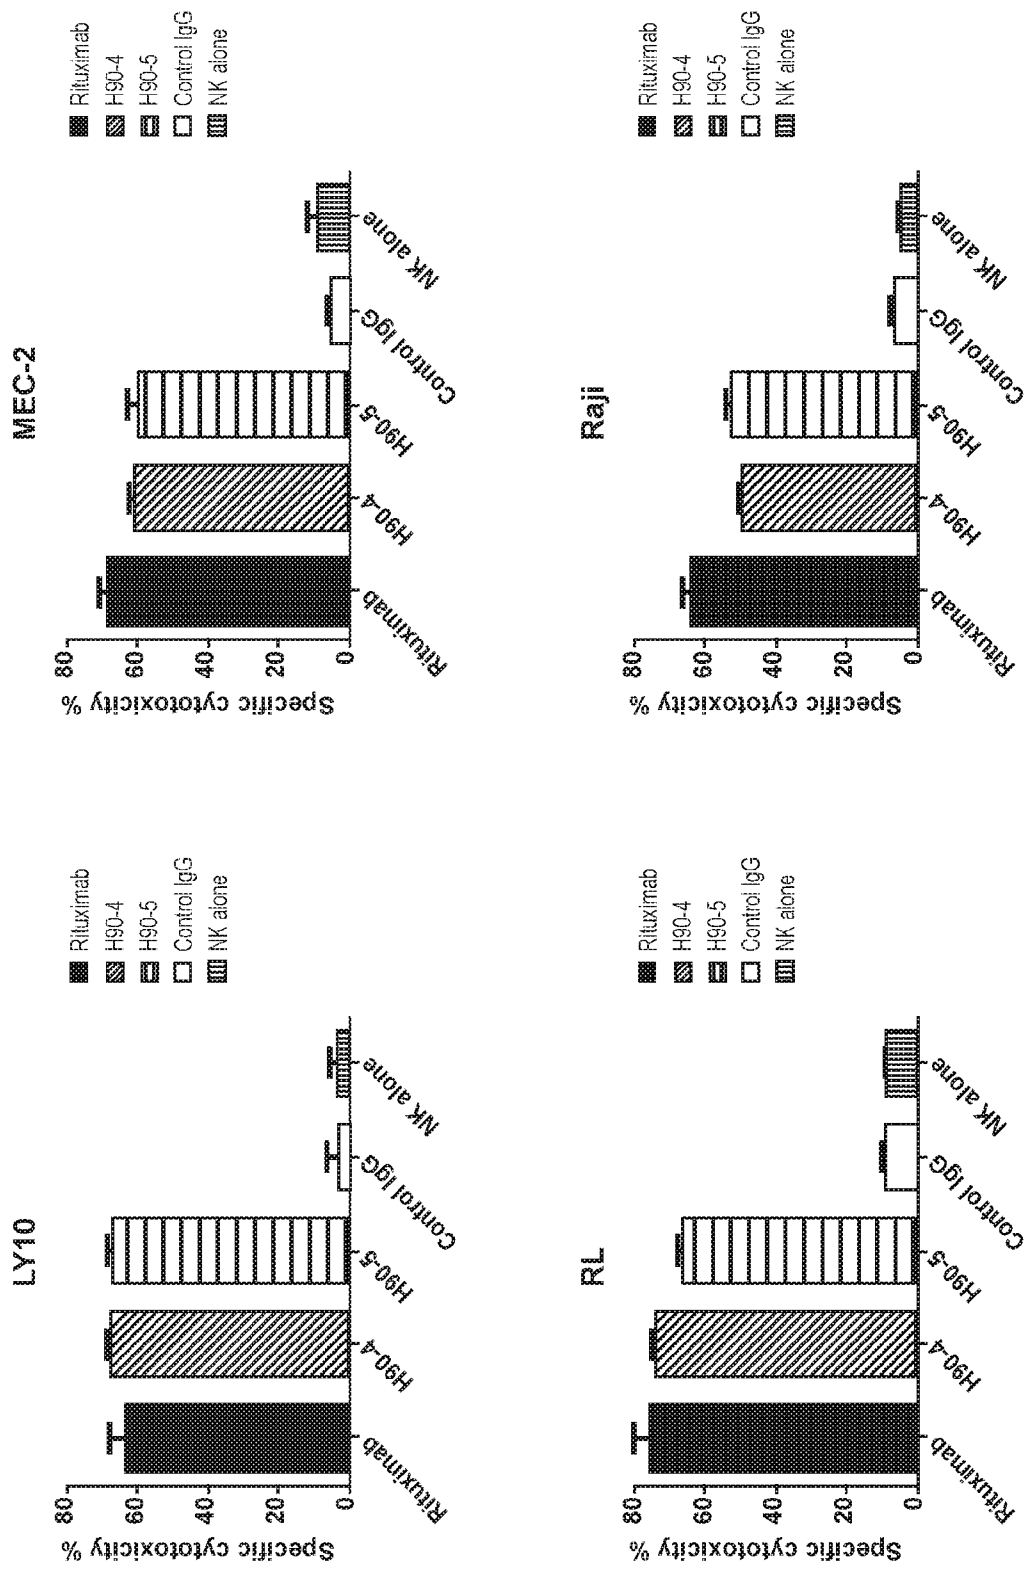 LY10
Specific cytotoxicity %
80
60
40
20
0
Rituximab
H90-4
H90-5
Control IgG
NK alone
Rituximab
H90-4
H90-5
Control IgG
NK alone
MEC-2
Specific cytotoxicity %
80
60
40
20
0
Rituximab
H90-4
H90-5
Control IgG
NK alone
Rituximab
H90-4
H90-5
Control IgG
NK alone
RL
Specific cytotoxicity %
80
60
40
20
0
Rituximab
H90-4
H90-5
Control IgG
NK alone
Rituximab
H90-4
H90-5
Control IgG
NK alone
Raji
Specific cytotoxicity %
80
60
40
20
0
Rituximab
H90-4
H90-5
Control IgG
NK alone
Rituximab
H90-4
H90-5
Control IgG
NK alone